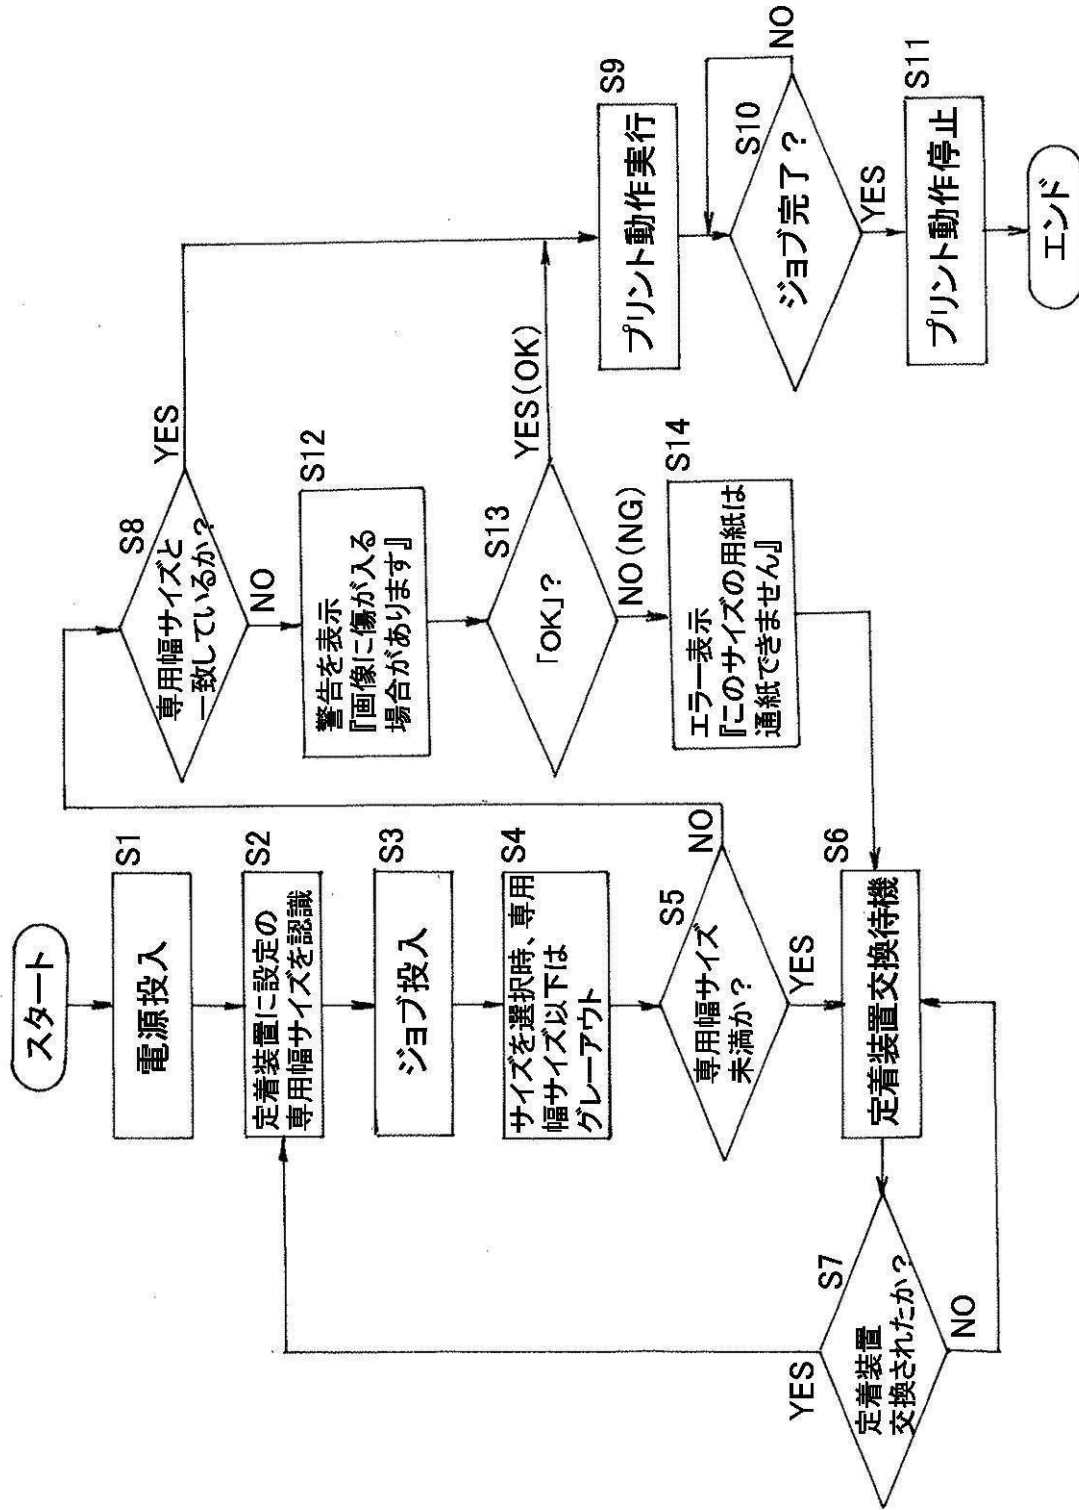 スタート
S1
電源投入
S2
定着装置に設定の
専用幅サイズを認識
S3
ジョブ投入
S4
サイズを選択時、専用
幅サイズ以下は
グレーアウト
S5
専用幅サイズ
未満か?
NO
YES
S6
定着装置交換待機
S7
定着装置
交換されたか?
YES
NO
S8
専用幅サイズと
一致しているか?
YES
NO
S12
警告を表示
『画像に傷が入る
場合があります』
S13
「OK」?
YES(OK)
NO(NG)
S14
エラー表示
『このサイズの用紙は
通紙できません』
S9
プリント動作実行
S10
ジョブ完了?
NO
YES
S11
プリント動作停止
エンド